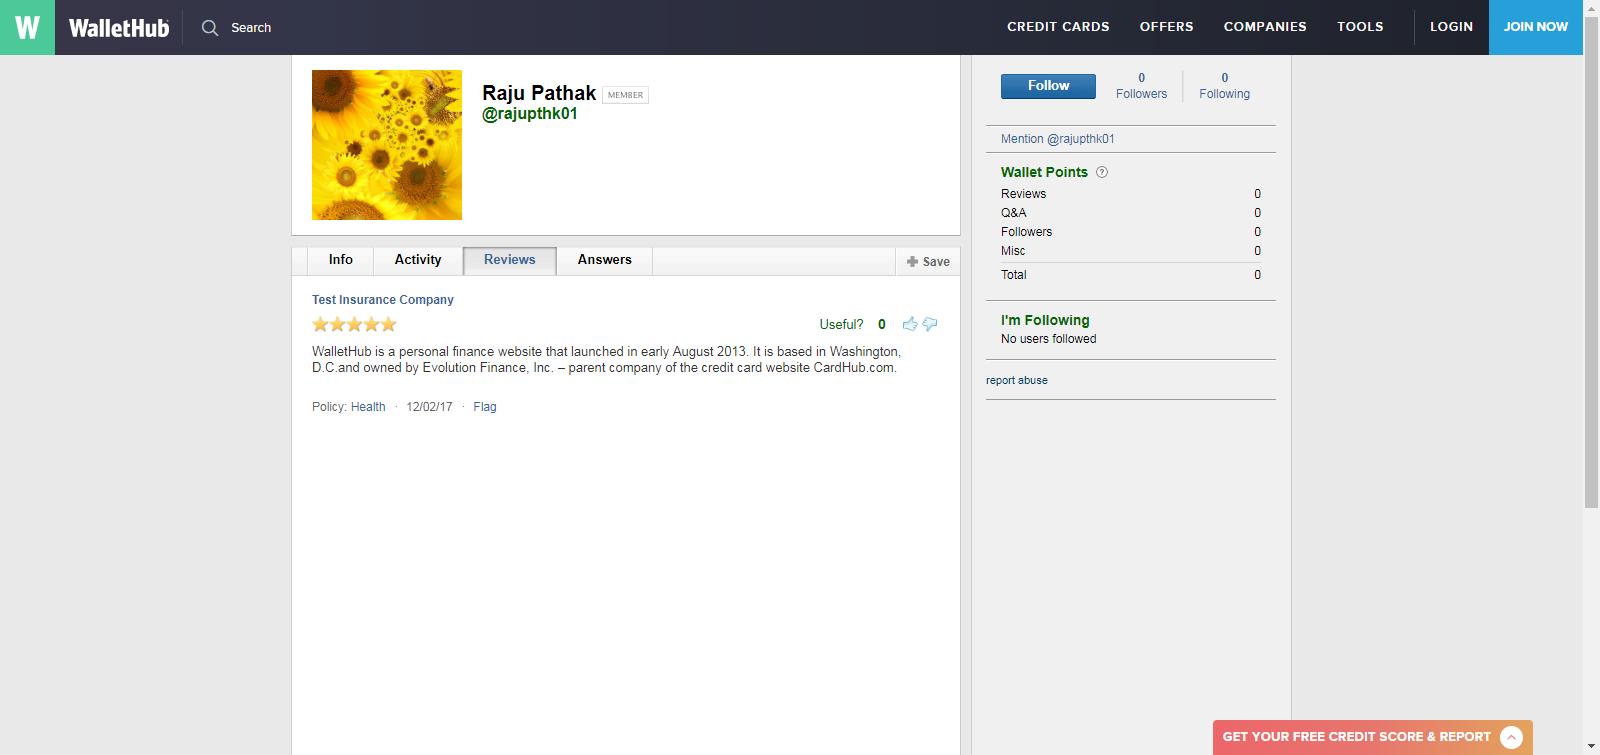 W WalletHub Search CREDIT CARDS OFFERS COMPANIES TOOLS LOGIN JOIN NOW
Raju Pathak MEMBER
@rajupthk01
Info Activity Reviews Answers Save
Test Insurance Company
Useful? 0
WalletHub is a personal finance website that launched in early August 2013. It is based in Washington,
D.C.and owned by Evolution Finance, Inc. – parent company of the credit card website CardHub.com.
Policy: Health · 12/02/17 · Flag
Follow
0 0
Followers Following
Mention @rajupthk01
Wallet Points ?
Reviews 0
Q&A 0
Followers 0
Misc 0
Total 0
I'm Following
No users followed
report abuse
GET YOUR FREE CREDIT SCORE & REPORT